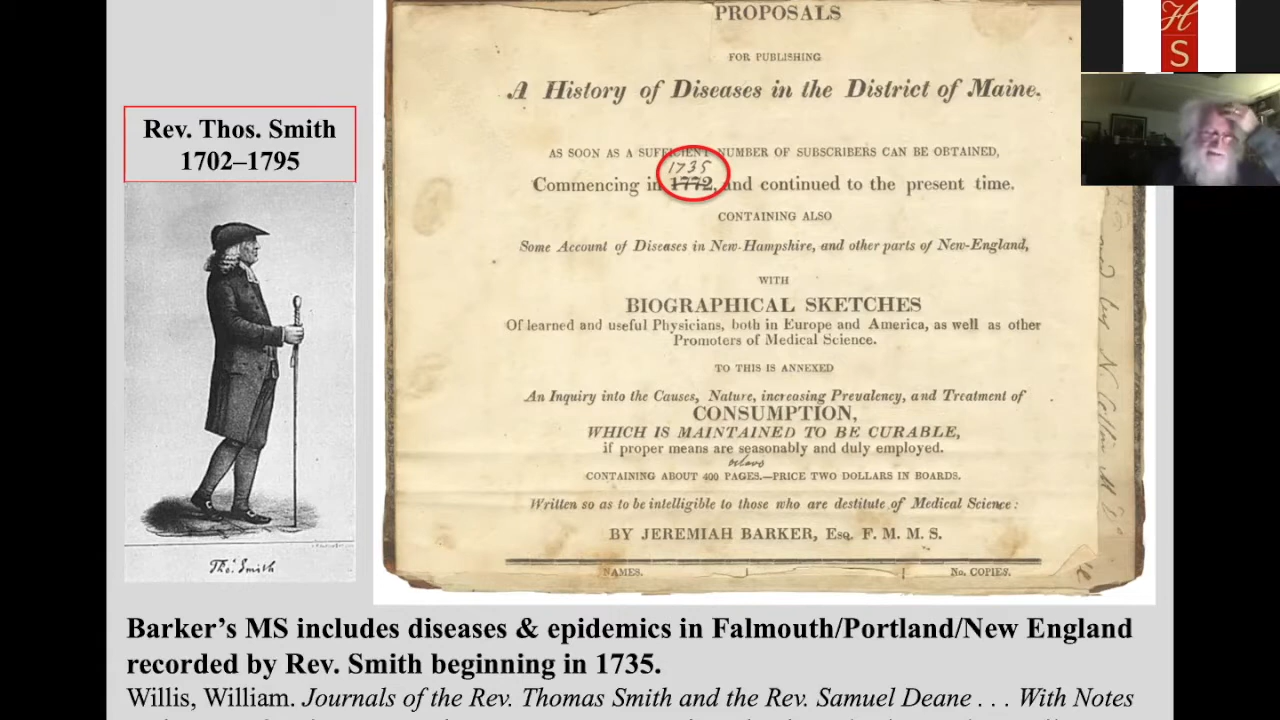 Rev. Thos. Smith
1702–1795
Thos. Smith
PROPOSALS
FOR PUBLISHING
A History of Diseases in the District of Maine.
AS SOON AS A SUFFICIENT NUMBER OF SUBSCRIBERS CAN BE OBTAINED,
1735
Commencing in 1772, and continued to the present time.
CONTAINING ALSO
Some Account of Diseases in New-Hampshire, and other parts of New-England,
WITH
BIOGRAPHICAL SKETCHES
Of learned and useful Physicians, both in Europe and America, as well as other
Promoters of Medical Science.
TO THIS IS ANNEXED
An Inquiry into the Causes, Nature, increasing Prevalency, and Treatment of
CONSUMPTION,
WHICH IS MAINTAINED TO BE CURABLE,
if proper means are seasonably and duly employed.
octavo
CONTAINING ABOUT 400 PAGES.—PRICE TWO DOLLARS IN BOARDS.
Written so as to be intelligible to those who are destitute of Medical Science:
BY JEREMIAH BARKER, Esq. F. M. M. S.
NAMES. No. COPIES.
H
S
Barker’s MS includes diseases & epidemics in Falmouth/Portland/New England
recorded by Rev. Smith beginning in 1735.
Willis, William. Journals of the Rev. Thomas Smith and the Rev. Samuel Deane . . . With Notes